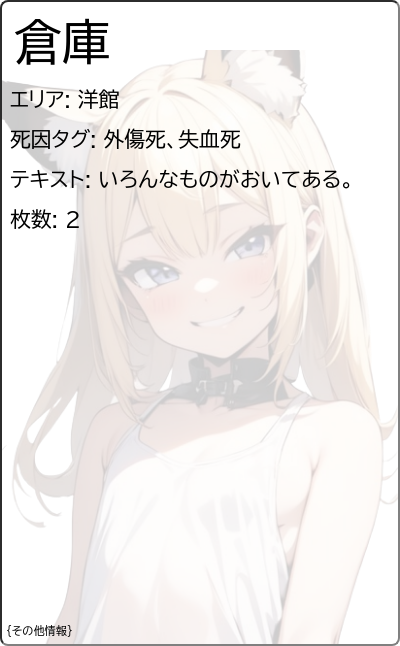 倉庫
エリア: 洋館
死因タグ: 外傷死、失血死
テキスト: いろんなものがおいてある。
枚数: 2
{その他情報}